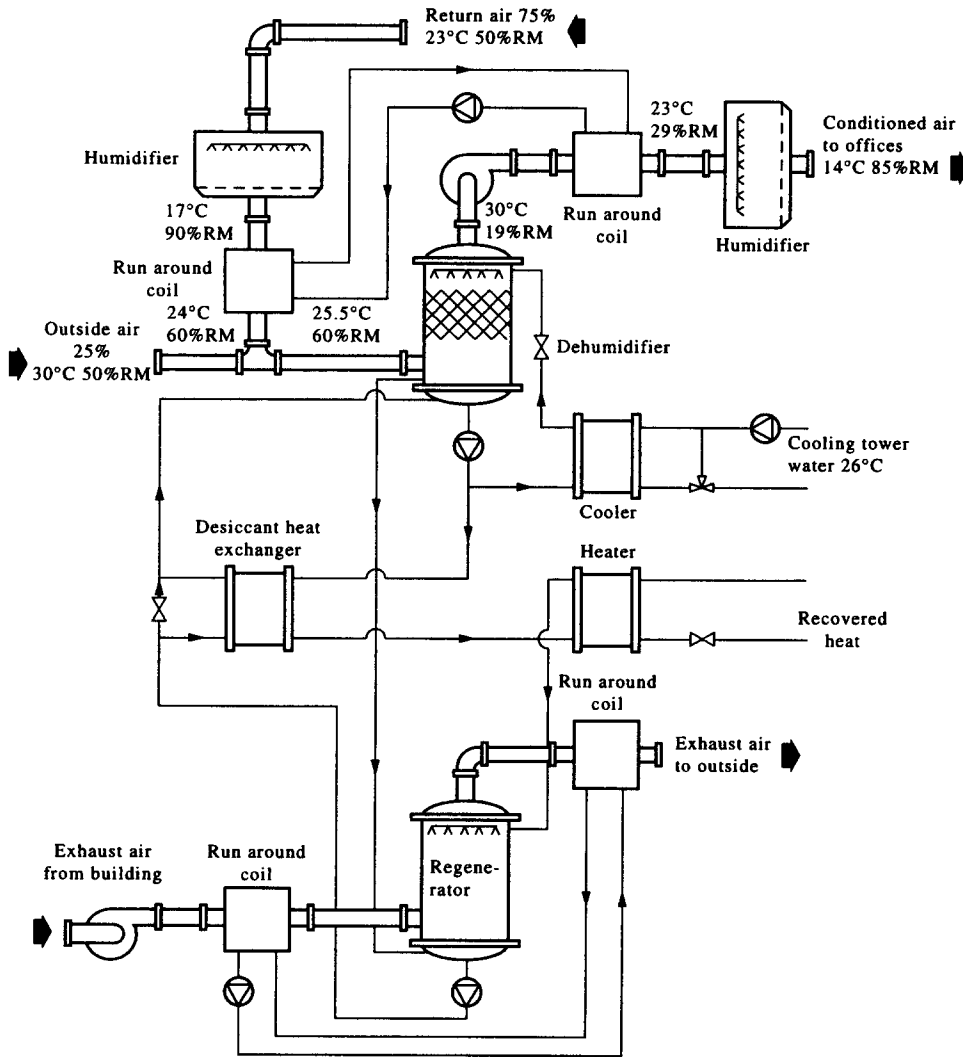 Return air 75%
23°C 50%RM
Humidifier
23°C
29%RM
Conditioned air
to offices
14°C 85%RM
17°C
90%RM
30°C
19%RM
Run around
coil
Humidifier
Run around
coil
24°C
60%RM
25.5°C
60%RM
Outside air
25%
30°C 50%RM
Dehumidifier
Cooling tower
water 26°C
Cooler
Desiccant heat
exchanger
Heater
Recovered
heat
Run around
coil
Exhaust air
to outside
Exhaust air
from building
Run around
coil
Regene-
rator